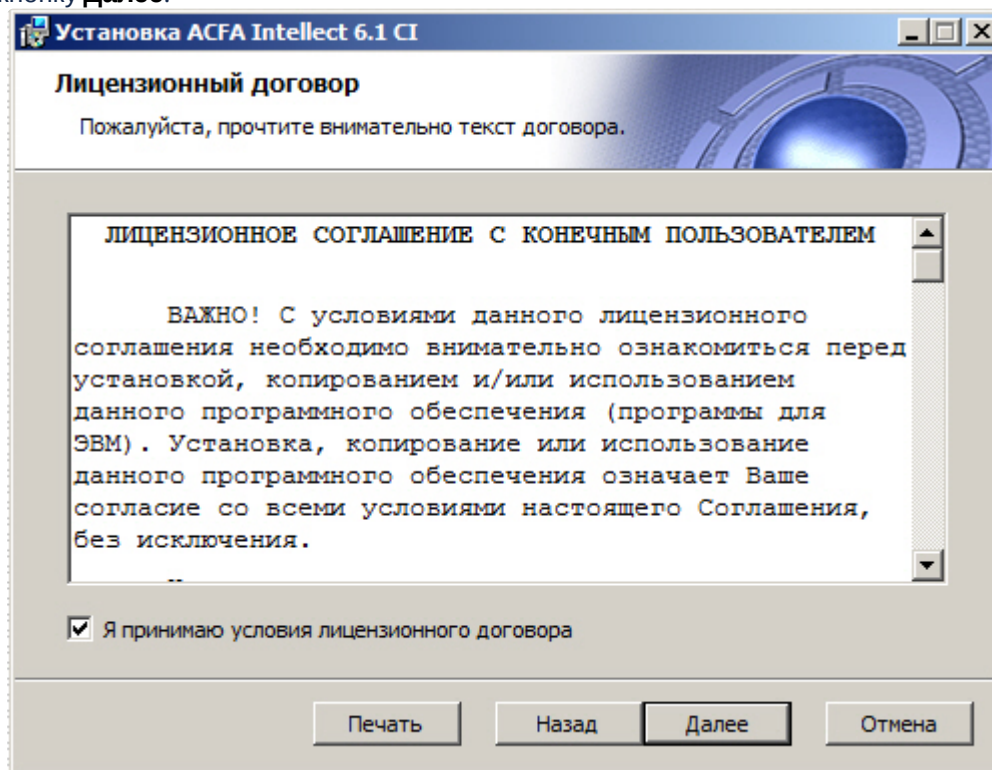 кнопку Далее.
Установка ACFA Intellect 6.1 CI
Лицензионный договор
Пожалуйста, прочтите внимательно текст договора.
ЛИЦЕНЗИОННОЕ СОГЛАШЕНИЕ С КОНЕЧНЫМ ПОЛЬЗОВАТЕЛЕМ
ВАЖНО! С условиями данного лицензионного
соглашения необходимо внимательно ознакомиться перед
установкой, копированием и/или использованием
данного программного обеспечения (программы для
ЭВМ). Установка, копирование или использование
данного программного обеспечения означает Ваше
согласие со всеми условиями настоящего Соглашения,
без исключения.
Я принимаю условия лицензионного договора
Печать
Назад
Далее
Отмена